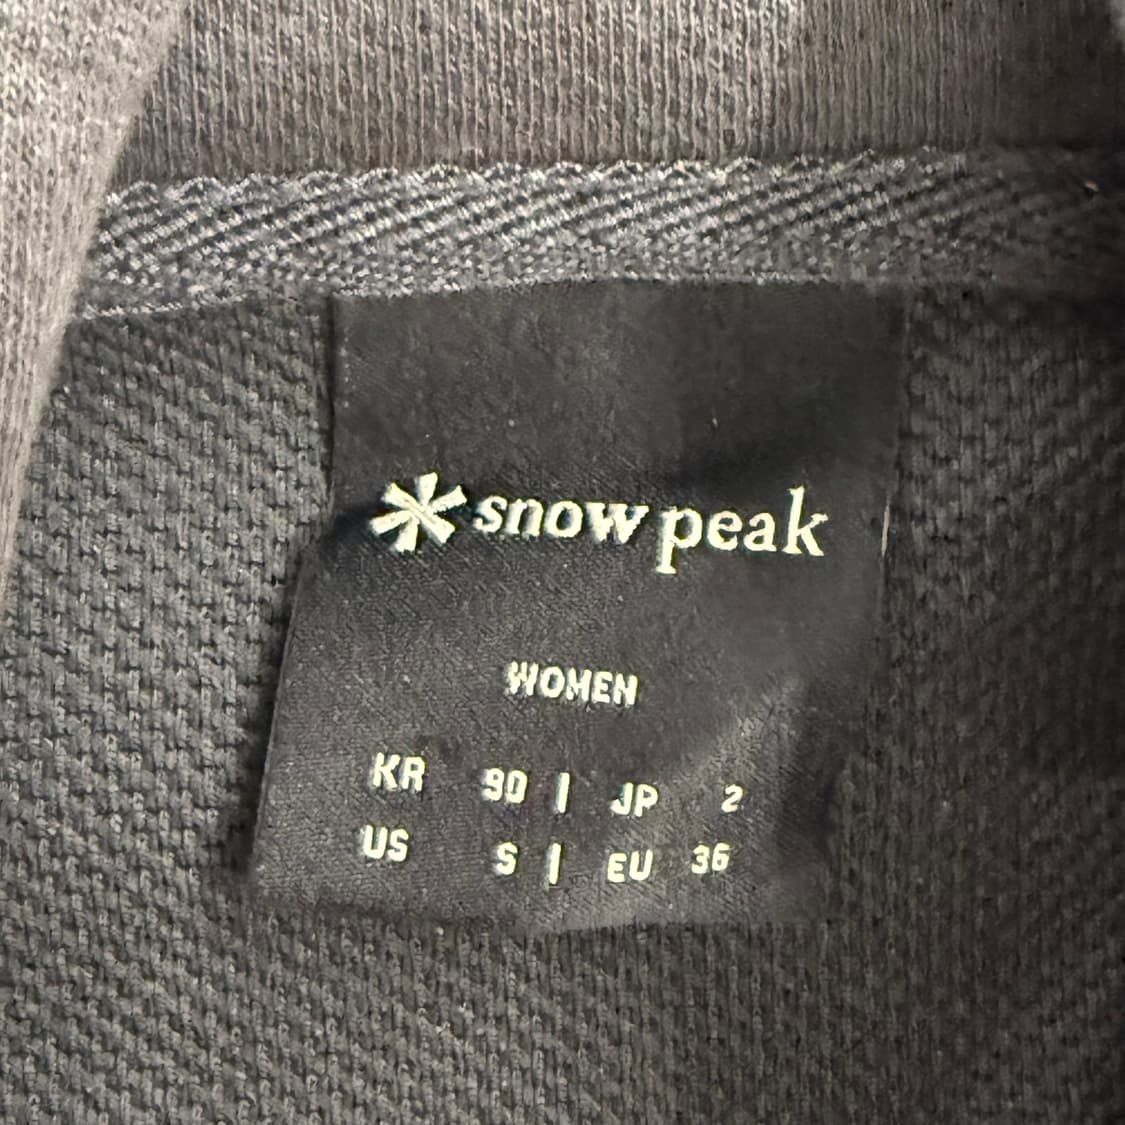 snow peak
WOMEN
KR 90 | JP 2
US S | EU 36